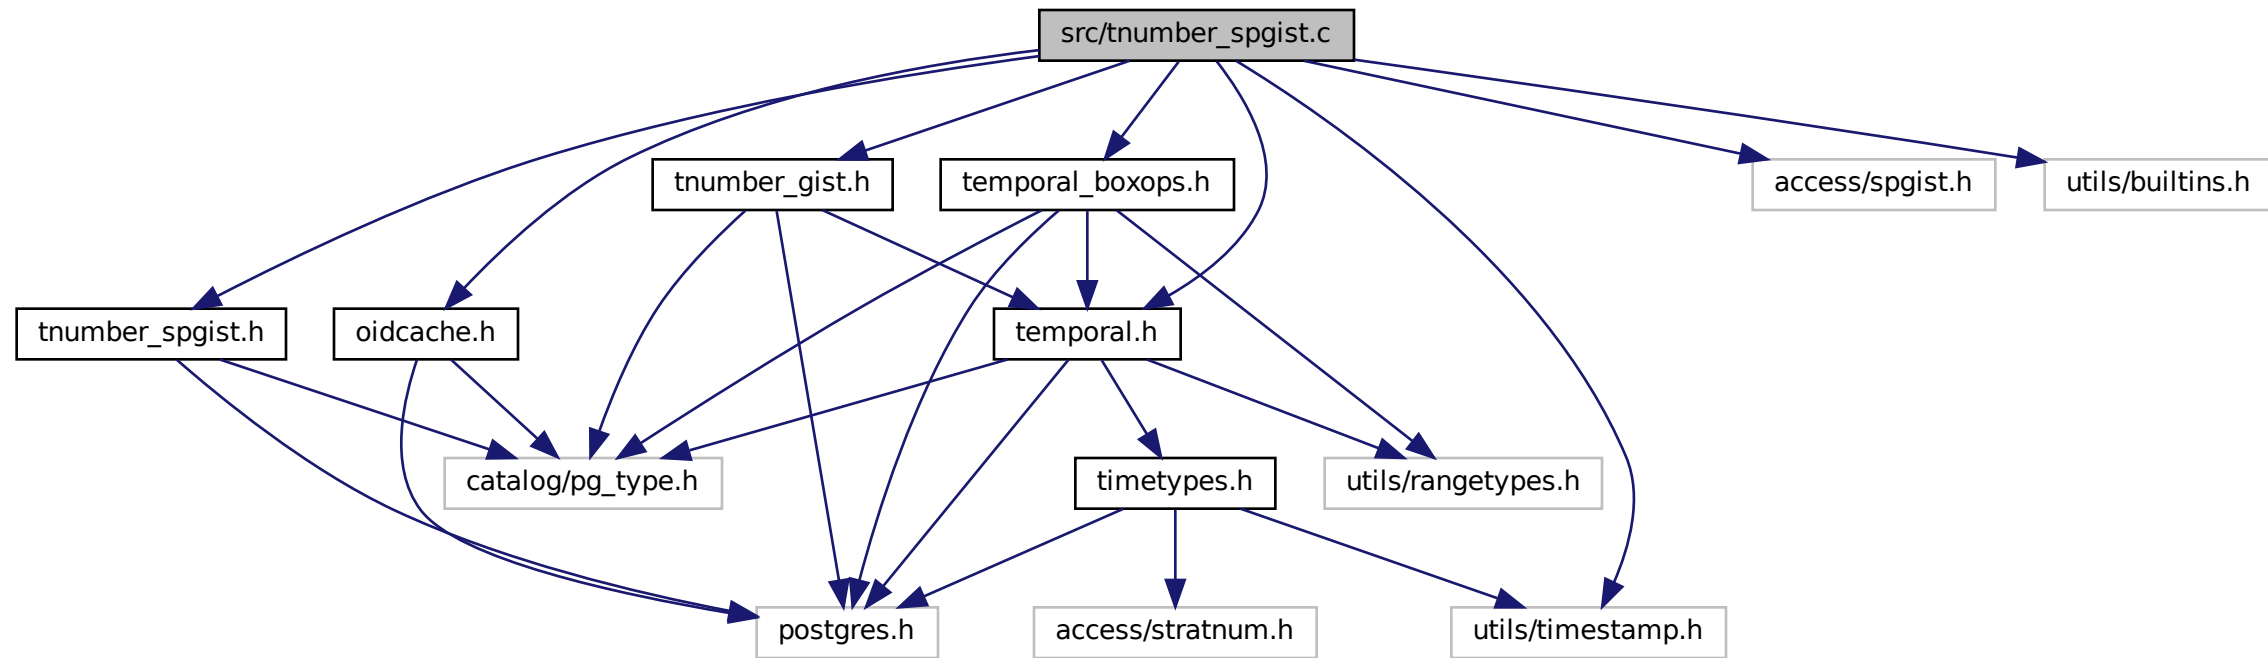 src/tnumber_spgist.c
tnumber_gist.h
temporal_boxops.h
access/spgist.h
utils/builtins.h
tnumber_spgist.h
oidcache.h
temporal.h
catalog/pg_type.h
timetypes.h
utils/rangetypes.h
postgres.h
access/stratnum.h
utils/timestamp.h